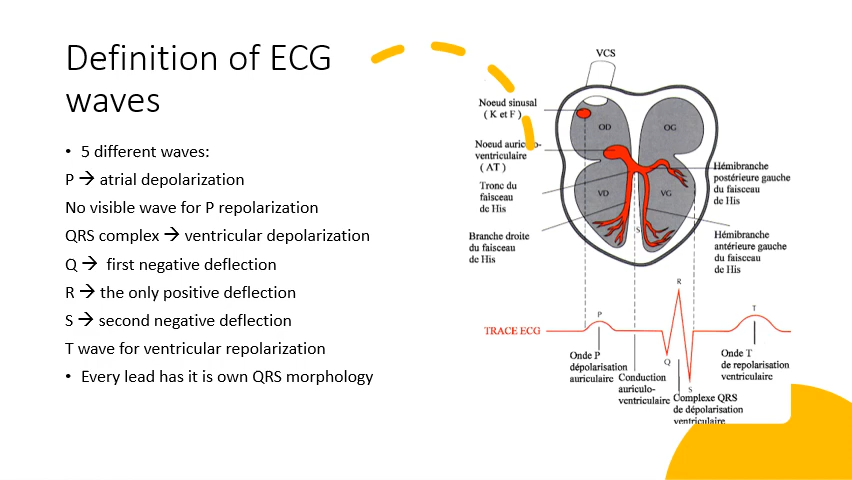 Definition of ECG
waves
• 5 different waves:
P → atrial depolarization
No visible wave for P repolarization
QRS complex → ventricular depolarization
Q → first negative deflection
R → the only positive deflection
S → second negative deflection
T wave for ventricular repolarization
• Every lead has it is own QRS morphology
VCS
Noeud sinusal
( K et F )
OD
OG
Noeud auriculo-
ventriculaire
( AT )
Tronc du
faisceau
de His
VD
VG
Hémibranche
postérieure gauche
du faisceau
de His
Branche droite
du faisceau
de His
S
Hémibranche
antérieure gauche
du faisceau
de His
TRACE ECG
P
R
T
Q
S
Onde P
dépolarisation
auriculaire
Conduction
auriculo-
ventriculaire
Complexe QRS
de dépolarisation
ventriculaire
Onde T
de repolarisation
ventriculaire